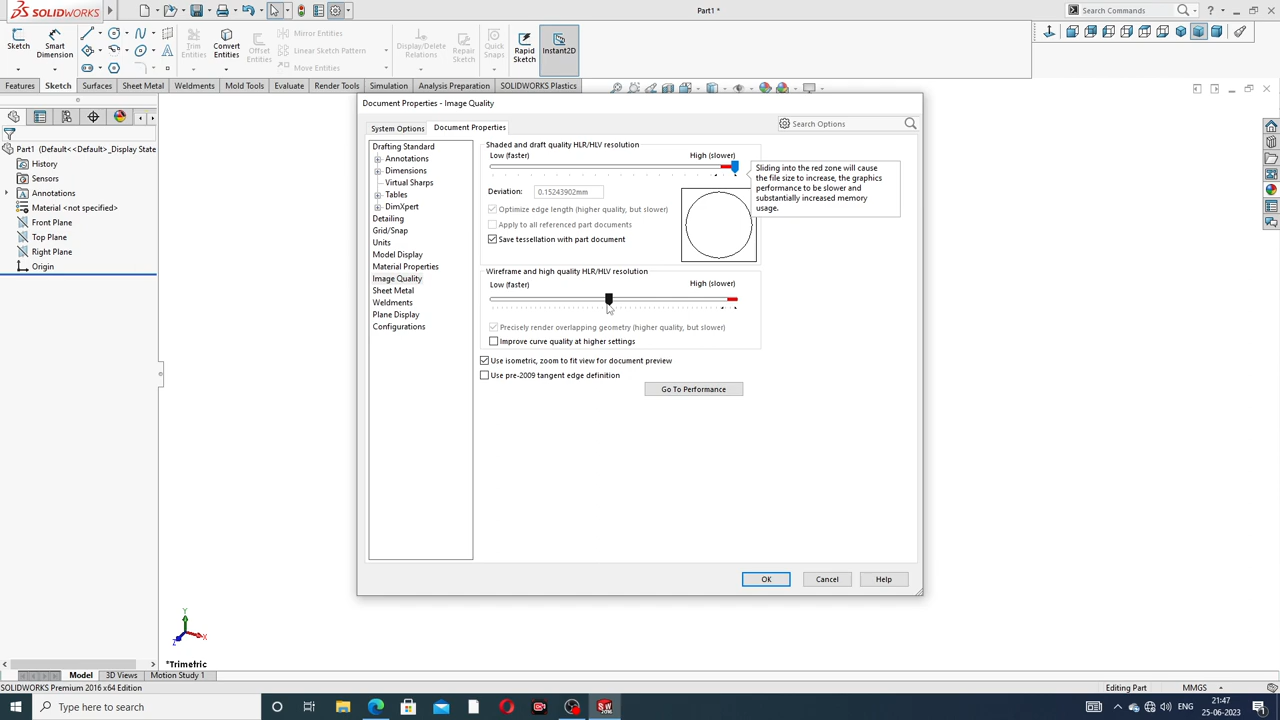 SOLIDWORKS
Part1 *
Search Commands
Sketch
Smart Dimension
Trim Entities
Convert Entities
Offset Entities
Mirror Entities
Linear Sketch Pattern
Move Entities
Display/Delete Relations
Repair Sketch
Quick Snaps
Rapid Sketch
Instant2D
Features
Sketch
Surfaces
Sheet Metal
Weldments
Mold Tools
Evaluate
Render Tools
Simulation
Analysis Preparation
SOLIDWORKS Plastics
Part1 (Default<<Default>_Display State
History
Sensors
Annotations
Material <not specified>
Front Plane
Top Plane
Right Plane
Origin
Document Properties - Image Quality
System Options
Document Properties
Search Options
Drafting Standard
Annotations
Dimensions
Virtual Sharps
Tables
DimXpert
Detailing
Grid/Snap
Units
Model Display
Material Properties
Image Quality
Sheet Metal
Weldments
Plane Display
Configurations
Shaded and draft quality HLR/HLV resolution
Low (faster)
High (slower)
Deviation:
0.15243902mm
Optimize edge length (higher quality, but slower)
Apply to all referenced part documents
Save tessellation with part document
Sliding into the red zone will cause
the file size to increase, the graphics
performance to be slower and
substantially increased memory
usage.
Wireframe and high quality HLR/HLV resolution
Low (faster)
High (slower)
Precisely render overlapping geometry (higher quality, but slower)
Improve curve quality at higher settings
Use isometric, zoom to fit view for document preview
Use pre-2009 tangent edge definition
Go To Performance
OK
Cancel
Help
Y
X
Z
*Trimetric
Model
3D Views
Motion Study 1
SOLIDWORKS Premium 2016 x64 Edition
Editing Part
MMGS
Type here to search
ENG
21:47
25-06-2023